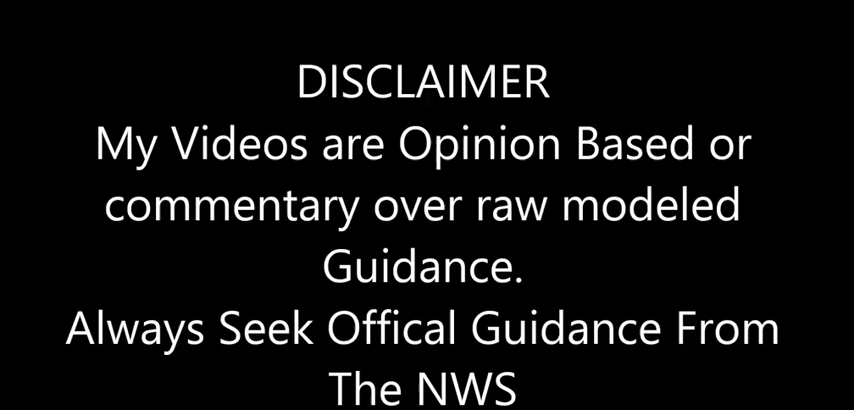 DISCLAIMER
My Videos are Opinion Based or
commentary over raw modeled
Guidance.
Always Seek Offical Guidance From
The NWS